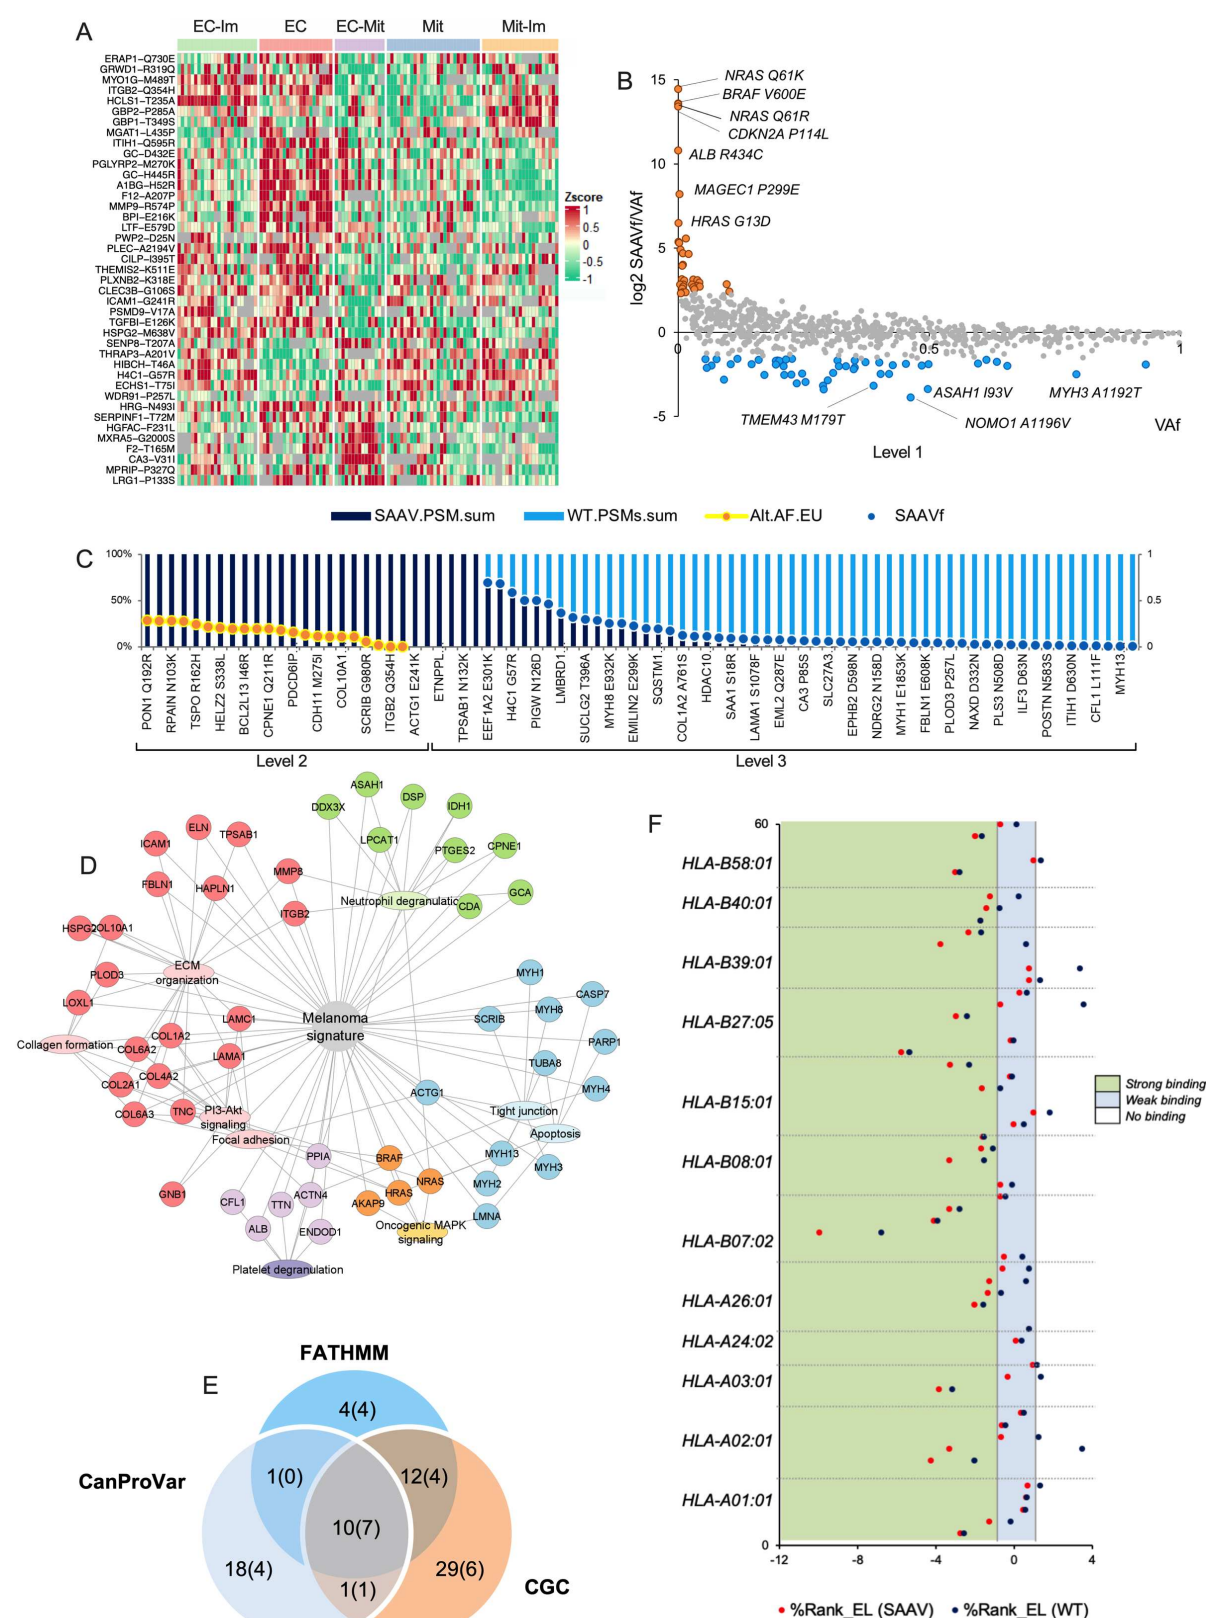 A
EC-Im EC EC-Mit Mit Mit-Im
ERAP1-Q730E
GRWD1-R319Q
MYO1G-M489T
ITGB2-Q354H
HCLS1-T235A
GBP2-P285A
GBP1-T349S
MGAT1-L435P
ITIH1-Q595R
GC-D432E
PGLYRP2-M270K
GC-H445R
A1BG-H52R
F12-A207P
MMP9-R574P
BPI-E216K
LTF-E579D
PWP2-D25N
PLEC-A2194V
CILP-I395T
THEMIS2-K511E
PLXNB2-K318E
CLEC3B-G106S
ICAM1-G241R
PSMD9-V17A
TGFBI-E126K
HSPG2-M638V
SENP8-T207A
THRAP3-A201V
HIBCH-T46A
H4C1-G57R
ECHS1-T75I
WDR91-P257L
HRG-N493I
SERPINF1-T72M
HGFAC-F231L
MXRA5-G2000S
F2-T165M
CA3-V31I
MPRIP-P327Q
LRG1-P133S
Zscore
1
0.5
0
-0.5
-1
B
log2 SAAVf/VAf
15
10
5
0
-5
0
0.5
1
NRAS Q61K
BRAF V600E
NRAS Q61R
CDKN2A P114L
ALB R434C
MAGEC1 P299E
HRAS G13D
ASAH1 I93V
MYH3 A1192T
TMEM43 M179T
NOMO1 A1196V
VAf
Level 1
SAAV.PSM.sum WT.PSMs.sum Alt.AF.EU SAAVf
C
100%
50%
0%
1
0.5
0
PON1 Q192R
RPAIN N103K
TSPO R162H
HELZ2 S338L
BCL2L13 I46R
CPNE1 Q211R
PDCD6IP
CDH11 M275I
COL10A1
SCRIB G980R
ITGB2 Q354H
ACTG1 E241K
ETNPPL
TPSAB1 N132K
EEF1A2 E301K
H4C1 G57R
PIGW N126D
LMBRD1
SUCLG2 T396A
MYH8 E932K
EMILIN2 E299K
SQSTM1
COL1A2 A761S
HDAC10
SAA1 S18R
LAMA1 S1078F
EML2 Q287E
CA3 P85S
SLC27A3
EPHB2 D598N
NDRG2 N158D
MYH1 E1853K
FBLN1 E608K
PLOD3 P257L
NAXD D332N
PLS3 N508D
ILF3 D63N
POSTN N583S
ITIH1 D630N
CFL1 L111F
MYH13
Level 2
Level 3
D
ASAH1
DDX3X
DSP
IDH1
LPCAT1
PTGES2
CPNE1
GCA
CDA
Neutrophil degranulatic
ELN
TPSAB1
ICAM1
MMP8
FBLN1
HAPLN1
ITGB2
HSPG2
COL10A1
ECM
organization
PLOD3
LOXL1
LAMC1
Collagen formation
COL1A2
COL6A2
LAMA1
COL4A2
COL2A1
COL6A3
TNC
PI3-Akt
signaling
Focal adhesion
GNB1
Melanoma
signature
MYH1
CASP7
SCRIB
MYH8
PARP1
TUBA8
MYH4
ACTG1
Tight junction
Apoptosis
MYH13
MYH3
MYH2
LMNA
PPIA
BRAF
NRAS
HRAS
AKAP9
Oncogenic MAPK
signaling
CFL1
TTN
ACTN4
ALB
ENDOD1
Platelet degranulation
E
FATHMM
CanProVar
CGC
4(4)
1(0)
12(4)
10(7)
18(4)
29(6)
1(1)
F
60
0
HLA-B58:01
HLA-B40:01
HLA-B39:01
HLA-B27:05
HLA-B15:01
HLA-B08:01
HLA-B07:02
HLA-A26:01
HLA-A24:02
HLA-A03:01
HLA-A02:01
HLA-A01:01
-12 -8 -4 0 4
Strong binding
Weak binding
No binding
%Rank_EL (SAAV) %Rank_EL (WT)